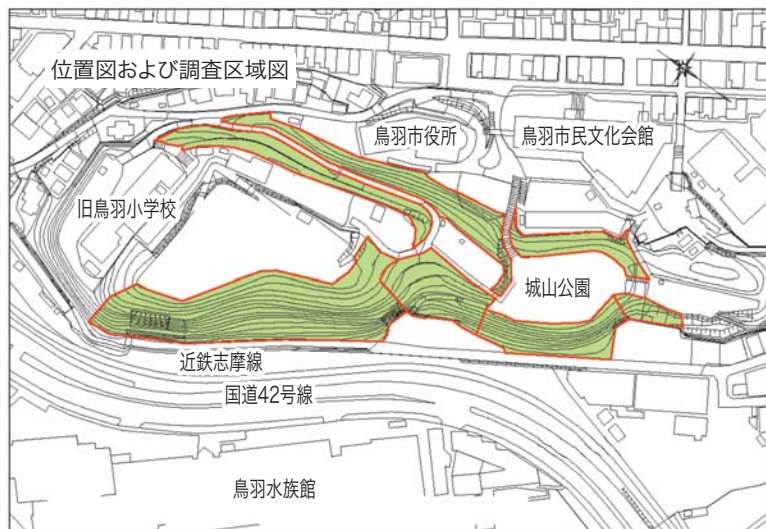 位置図および調査区域図
鳥羽市役所
鳥羽市民文化会館
旧鳥羽小学校
城山公園
近鉄志摩線
国道42号線
鳥羽水族館